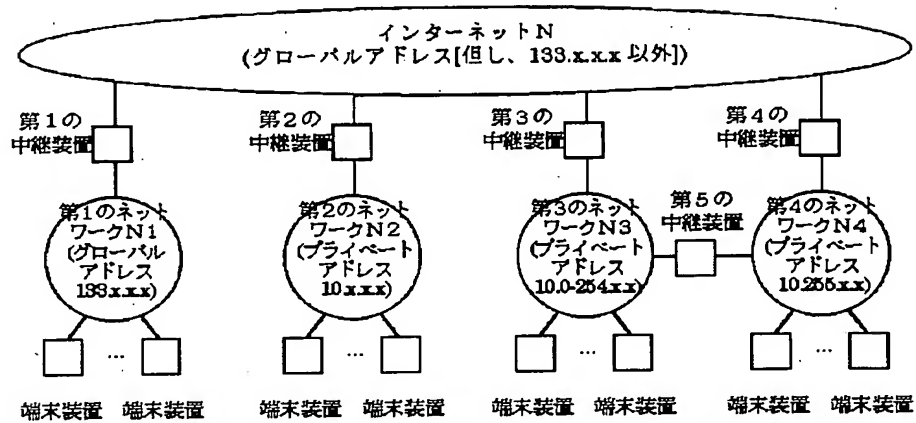 インターネットN
(グローバルアドレス[但し、133.x.x.x 以外])
第1の
中継装置
第2の
中継装置
第3の
中継装置
第4の
中継装置
第1のネット
ワークN1
(グローバル
アドレス
133.x.x.x)
第2のネット
ワークN2
(プライベート
アドレス
10.x.x.x)
第3のネット
ワークN3
(プライベート
アドレス
10.0-254.x.x)
第5の
中継装置
第4のネット
ワークN4
(プライベート
アドレス
10.255.x.x)
...
...
...
...
端末装置 端末装置
端末装置 端末装置
端末装置 端末装置
端末装置 端末装置